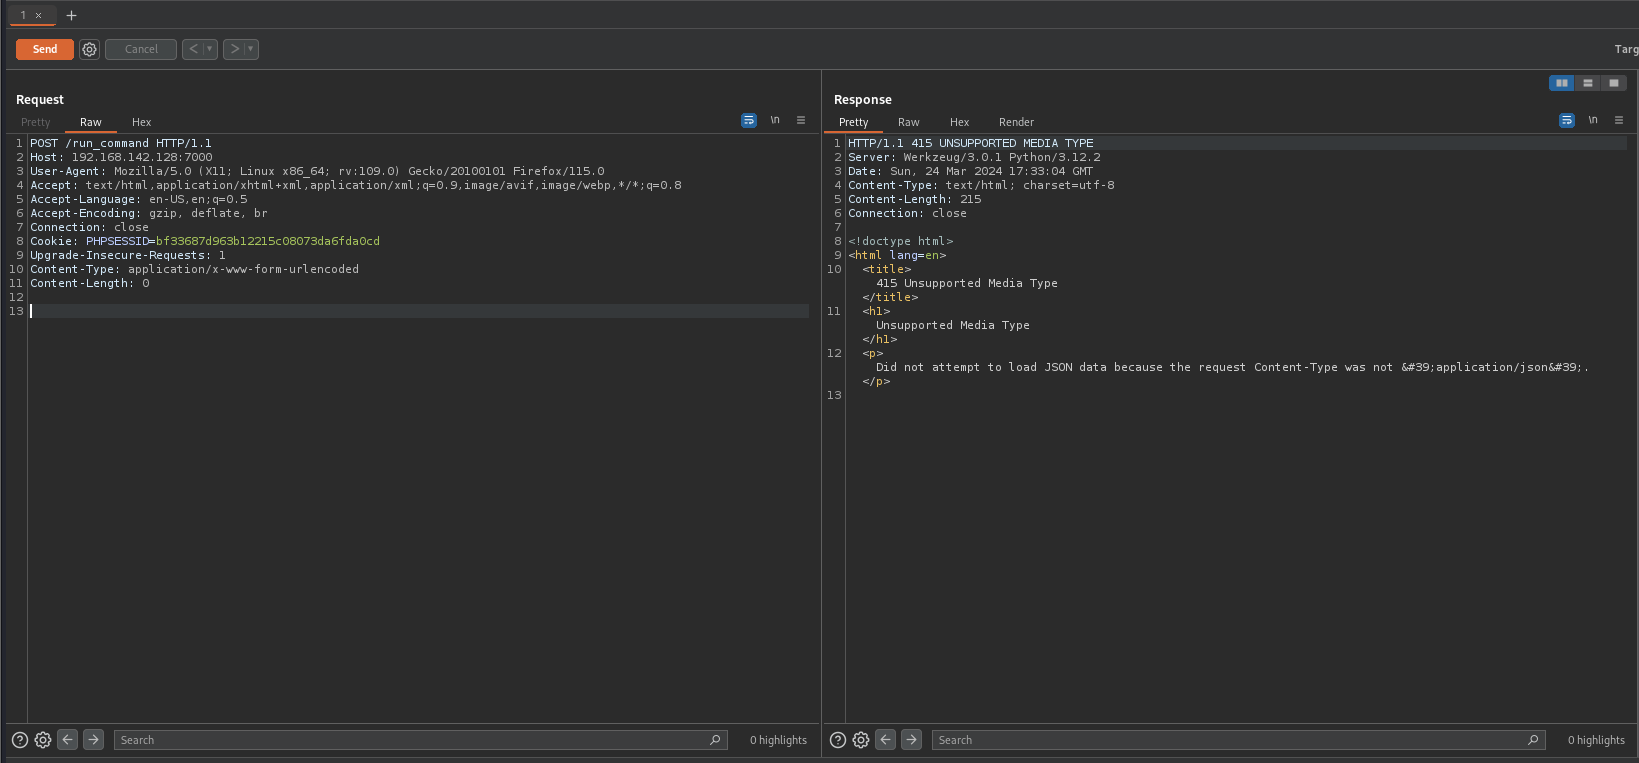 1 × +
Send Cancel < >
Targ
Request
Pretty Raw Hex
\n
1 POST /run_command HTTP/1.1
2 Host: 192.168.142.128:7000
3 User-Agent: Mozilla/5.0 (X11; Linux x86_64; rv:109.0) Gecko/20100101 Firefox/115.0
4 Accept: text/html,application/xhtml+xml,application/xml;q=0.9,image/avif,image/webp,*/*;q=0.8
5 Accept-Language: en-US,en;q=0.5
6 Accept-Encoding: gzip, deflate, br
7 Connection: close
8 Cookie: PHPSESSID=bf33687d963b12215c08073da6fda0cd
9 Upgrade-Insecure-Requests: 1
10 Content-Type: application/x-www-form-urlencoded
11 Content-Length: 0
12
13
Search
0 highlights
Response
Pretty Raw Hex Render
\n
1 HTTP/1.1 415 UNSUPPORTED MEDIA TYPE
2 Server: Werkzeug/3.0.1 Python/3.12.2
3 Date: Sun, 24 Mar 2024 17:33:04 GMT
4 Content-Type: text/html; charset=utf-8
5 Content-Length: 215
6 Connection: close
7
8 <!doctype html>
9 <html lang=en>
10 <title>
415 Unsupported Media Type
</title>
11 <h1>
Unsupported Media Type
</h1>
12 <p>
Did not attempt to load JSON data because the request Content-Type was not &#39;application/json&#39;.
</p>
13
Search
0 highlights